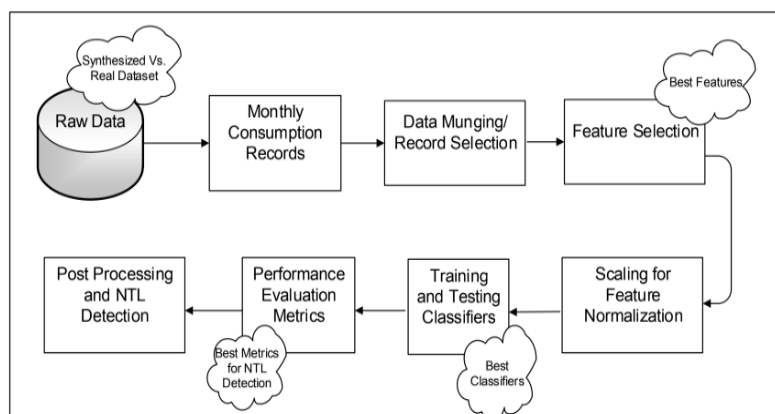 Synthesized Vs.
Real Dataset
Raw Data
Monthly
Consumption
Records
Data Munging/
Record Selection
Best Features
Feature Selection
Scaling for
Feature
Normalization
Training
and Testing
Classifiers
Best
Classifiers
Performance
Evaluation
Metrics
Best Metrics
for NTL
Detection
Post Processing
and NTL
Detection